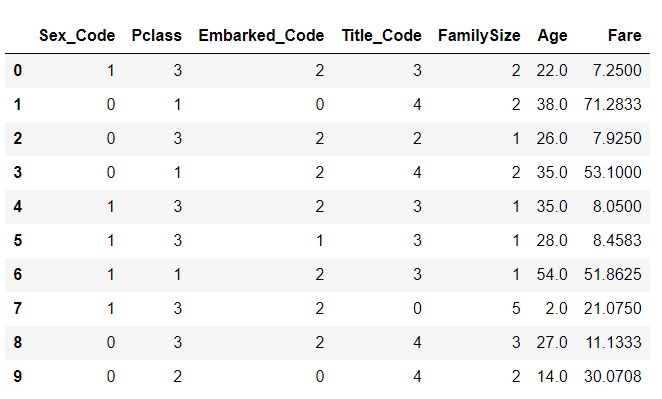 Sex_Code Pclass Embarked_Code Title_Code FamilySize Age Fare
0 1 3 2 3 2 22.0 7.2500
1 0 1 0 4 2 38.0 71.2833
2 0 3 2 2 1 26.0 7.9250
3 0 1 2 4 2 35.0 53.1000
4 1 3 2 3 1 35.0 8.0500
5 1 3 1 3 1 28.0 8.4583
6 1 1 2 3 1 54.0 51.8625
7 1 3 2 0 5 2.0 21.0750
8 0 3 2 4 3 27.0 11.1333
9 0 2 0 4 2 14.0 30.0708